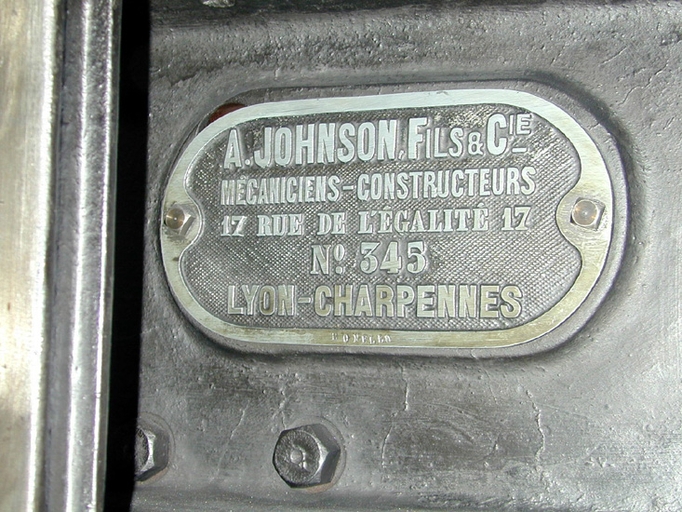 A. JOHNSON, FILS & CIE
MECANICIENS-CONSTRUCTEURS
17 RUE DE L'EGALITÉ 17
Nº 345
LYON-CHARPENNES